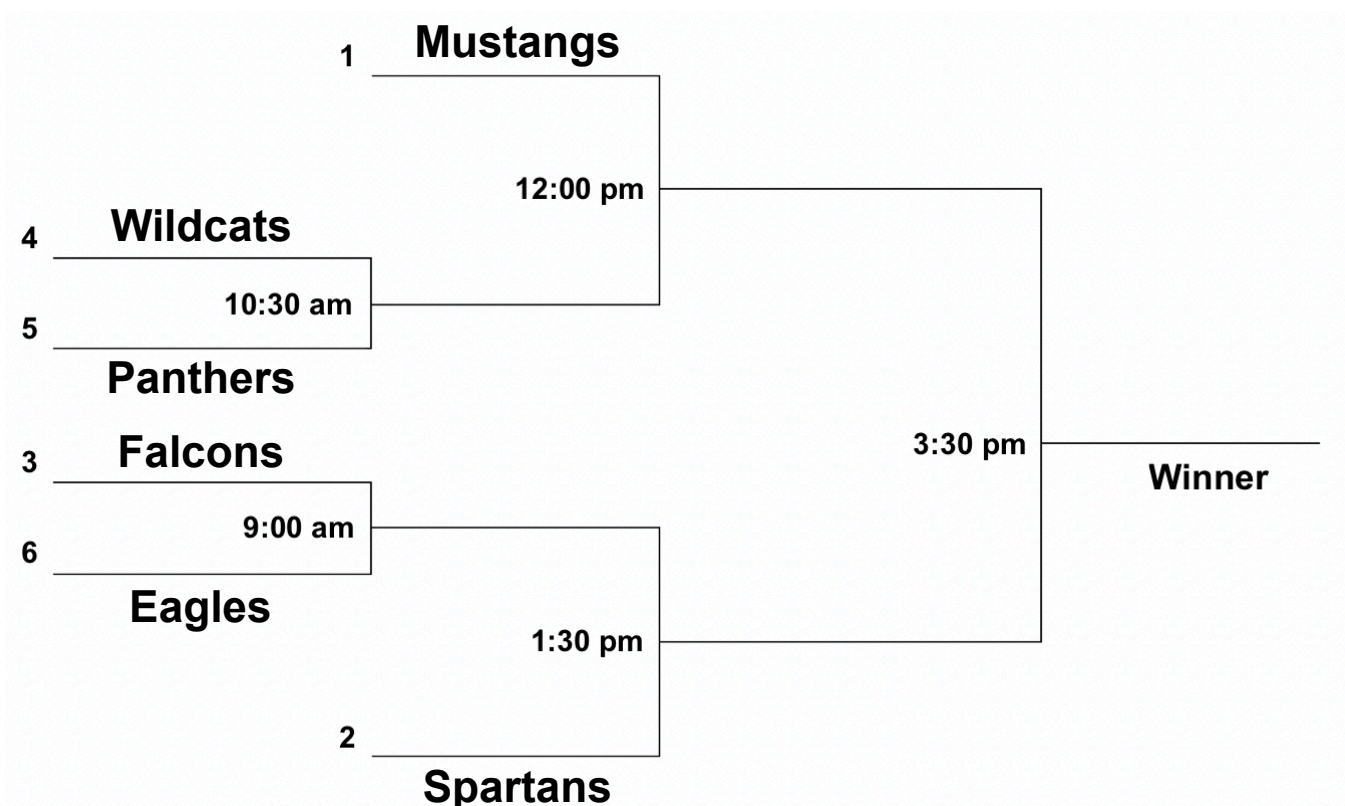 1
Mustangs
12:00 pm
4
Wildcats
10:30 am
5
Panthers
3
Falcons
9:00 am
6
Eagles
3:30 pm
Winner
1:30 pm
2
Spartans